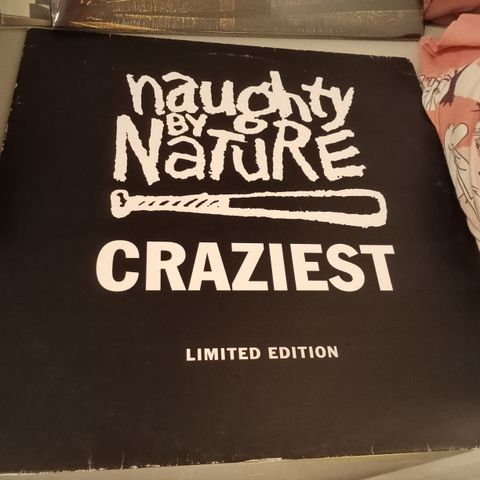 naughty
BY
NaTuRE
CRAZIEST
LIMITED EDITION